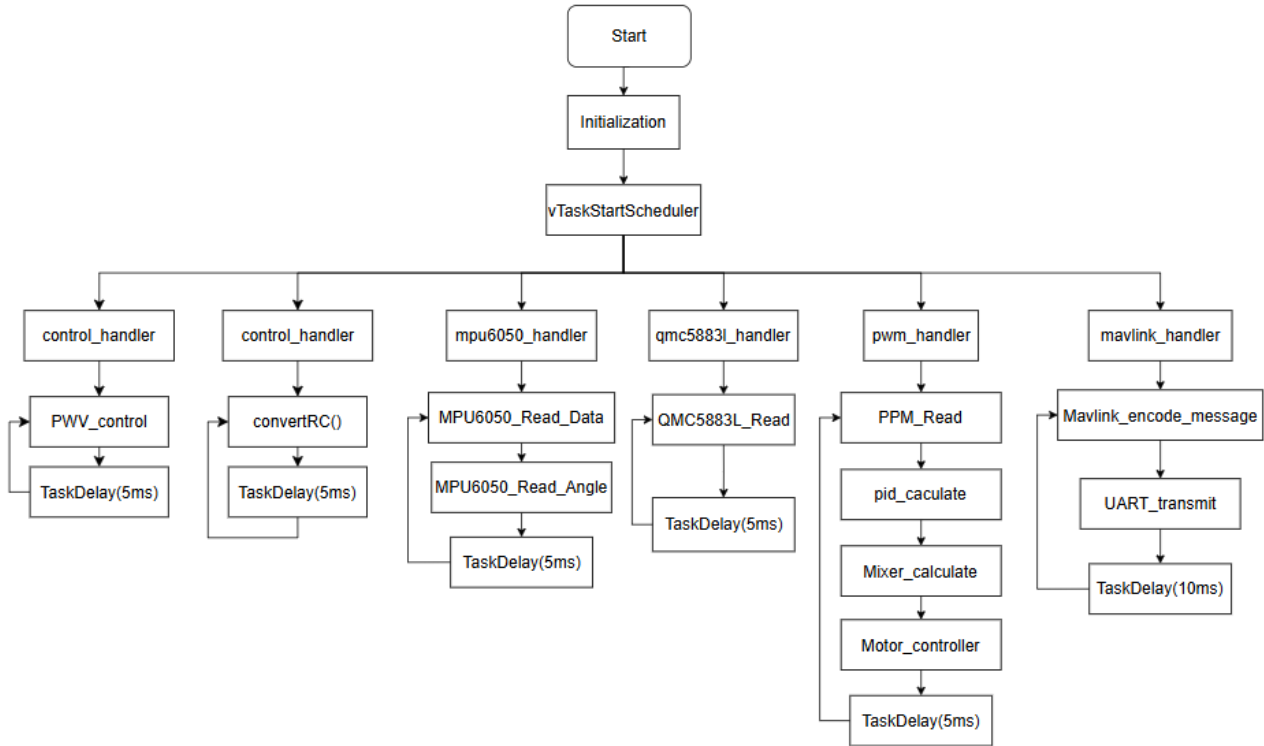 Start
Initialization
vTaskStartScheduler
control_handler
control_handler
mpu6050_handler
qmc5883l_handler
pwm_handler
mavlink_handler
PWV_control
convertRC()
MPU6050_Read_Data
QMC5883L_Read
PPM_Read
Mavlink_encode_message
TaskDelay(5ms)
TaskDelay(5ms)
MPU6050_Read_Angle
pid_caculate
UART_transmit
TaskDelay(5ms)
TaskDelay(5ms)
Mixer_calculate
TaskDelay(10ms)
Motor_controller
TaskDelay(5ms)